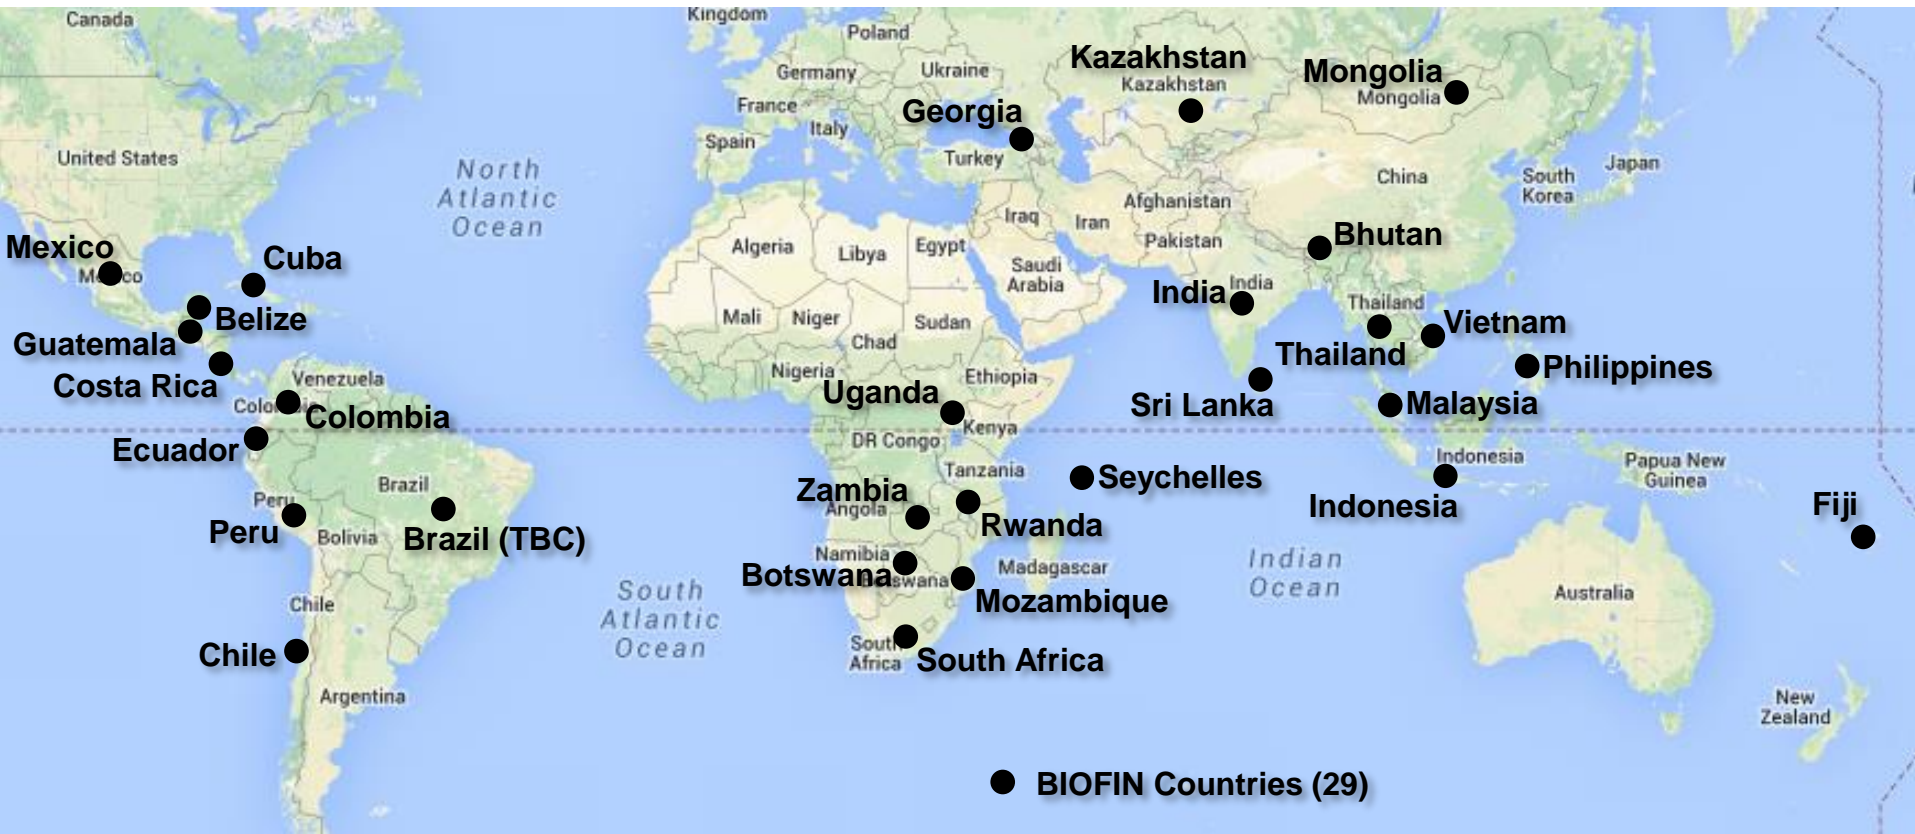 Canada
Kingdom
Poland
Germany
Ukraine
Kazakhstan
Kazakhstan
Mongolia
Mongolia
France
Georgia
Italy
Spain
Turkey
United States
North
Atlantic
Ocean
China
South
Korea
Japan
Afghanistan
Iraq
Iran
Pakistan
Algeria
Libya
Egypt
Saudi
Arabia
Bhutan
Mexico
Cuba
India
India
Thailand
Belize
Guatemala
Costa Rica
Mali
Niger
Sudan
Chad
Vietnam
Thailand
Philippines
Venezuela
Nigeria
Ethiopia
Uganda
Sri Lanka
Malaysia
Colombia
Kenya
DR Congo
Ecuador
Tanzania
Seychelles
Indonesia
Papua New
Guinea
Brazil
Zambia
Angola
Peru
Rwanda
Indonesia
Fiji
Peru
Bolivia
Brazil (TBC)
Namibia
Botswana
Madagascar
Indian
Ocean
Mozambique
South
Atlantic
Ocean
Australia
Chile
South
Africa
South Africa
Chile
Argentina
New
Zealand
BIOFIN Countries (29)